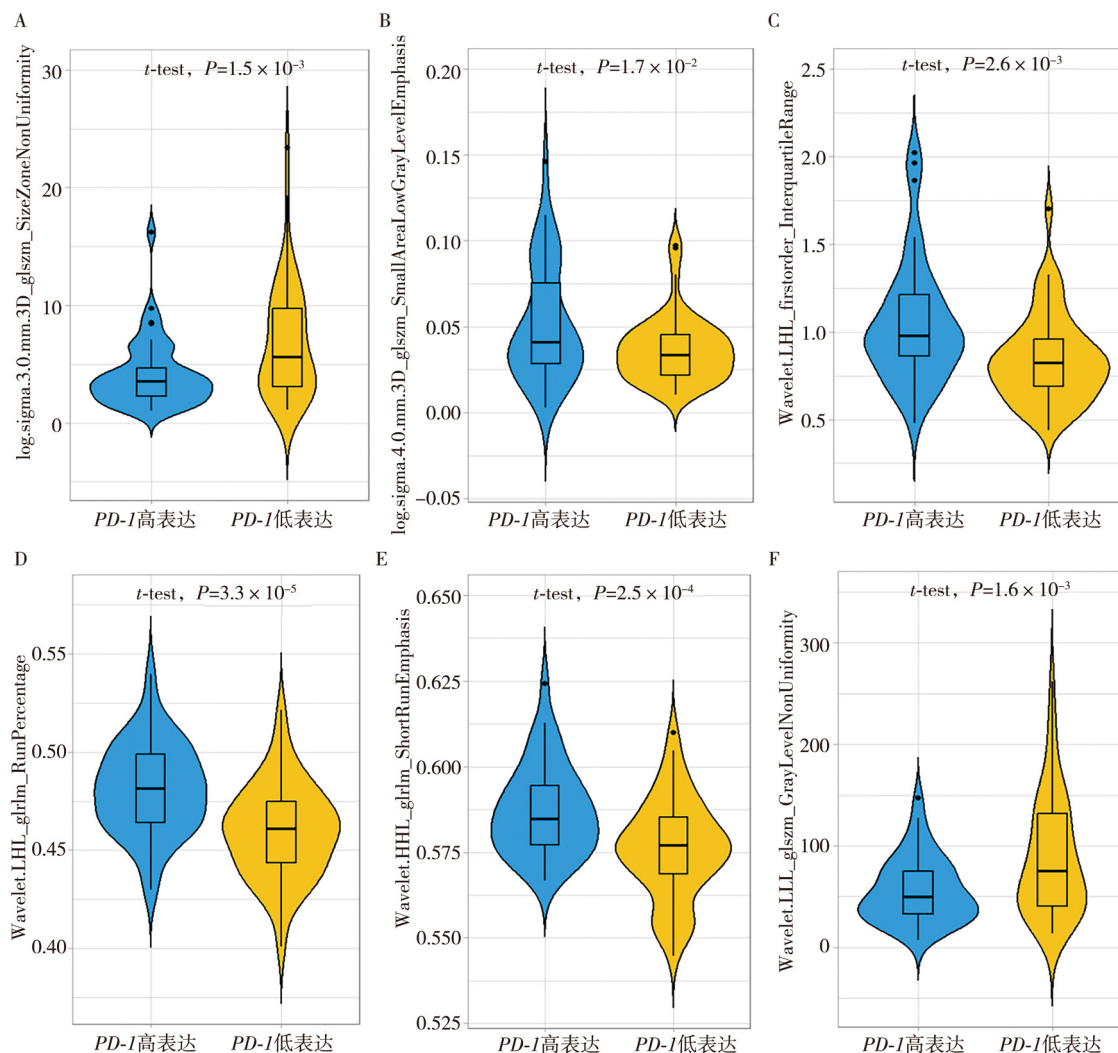 A
log.sigma.3.0.mm.3D_glszm_SizeZoneNonUniformity
t-test，P=1.5 × 10⁻³
30
20
10
0
PD-1高表达
PD-1低表达
B
log.sigma.4.0.mm.3D_glszm_SmallAreaLowGrayLevelEmphasis
t-test，P=1.7 × 10⁻²
0.20
0.15
0.10
0.05
0.00
−0.05
PD-1高表达
PD-1低表达
C
Wavelet.LHL_firstorder_InterquartileRange
t-test，P=2.6 × 10⁻³
2.5
2.0
1.5
1.0
0.5
PD-1高表达
PD-1低表达
D
Wavelet.LHL_glrlm_RunPercentage
t-test，P=3.3 × 10⁻⁵
0.55
0.50
0.45
0.40
PD-1高表达
PD-1低表达
E
Wavelet.HHL_glrlm_ShortRunEmphasis
t-test，P=2.5 × 10⁻⁴
0.650
0.625
0.600
0.575
0.550
0.525
PD-1高表达
PD-1低表达
F
Wavelet.LLL_glszm_GrayLevelNonUniformity
t-test，P=1.6 × 10⁻³
300
200
100
0
PD-1高表达
PD-1低表达